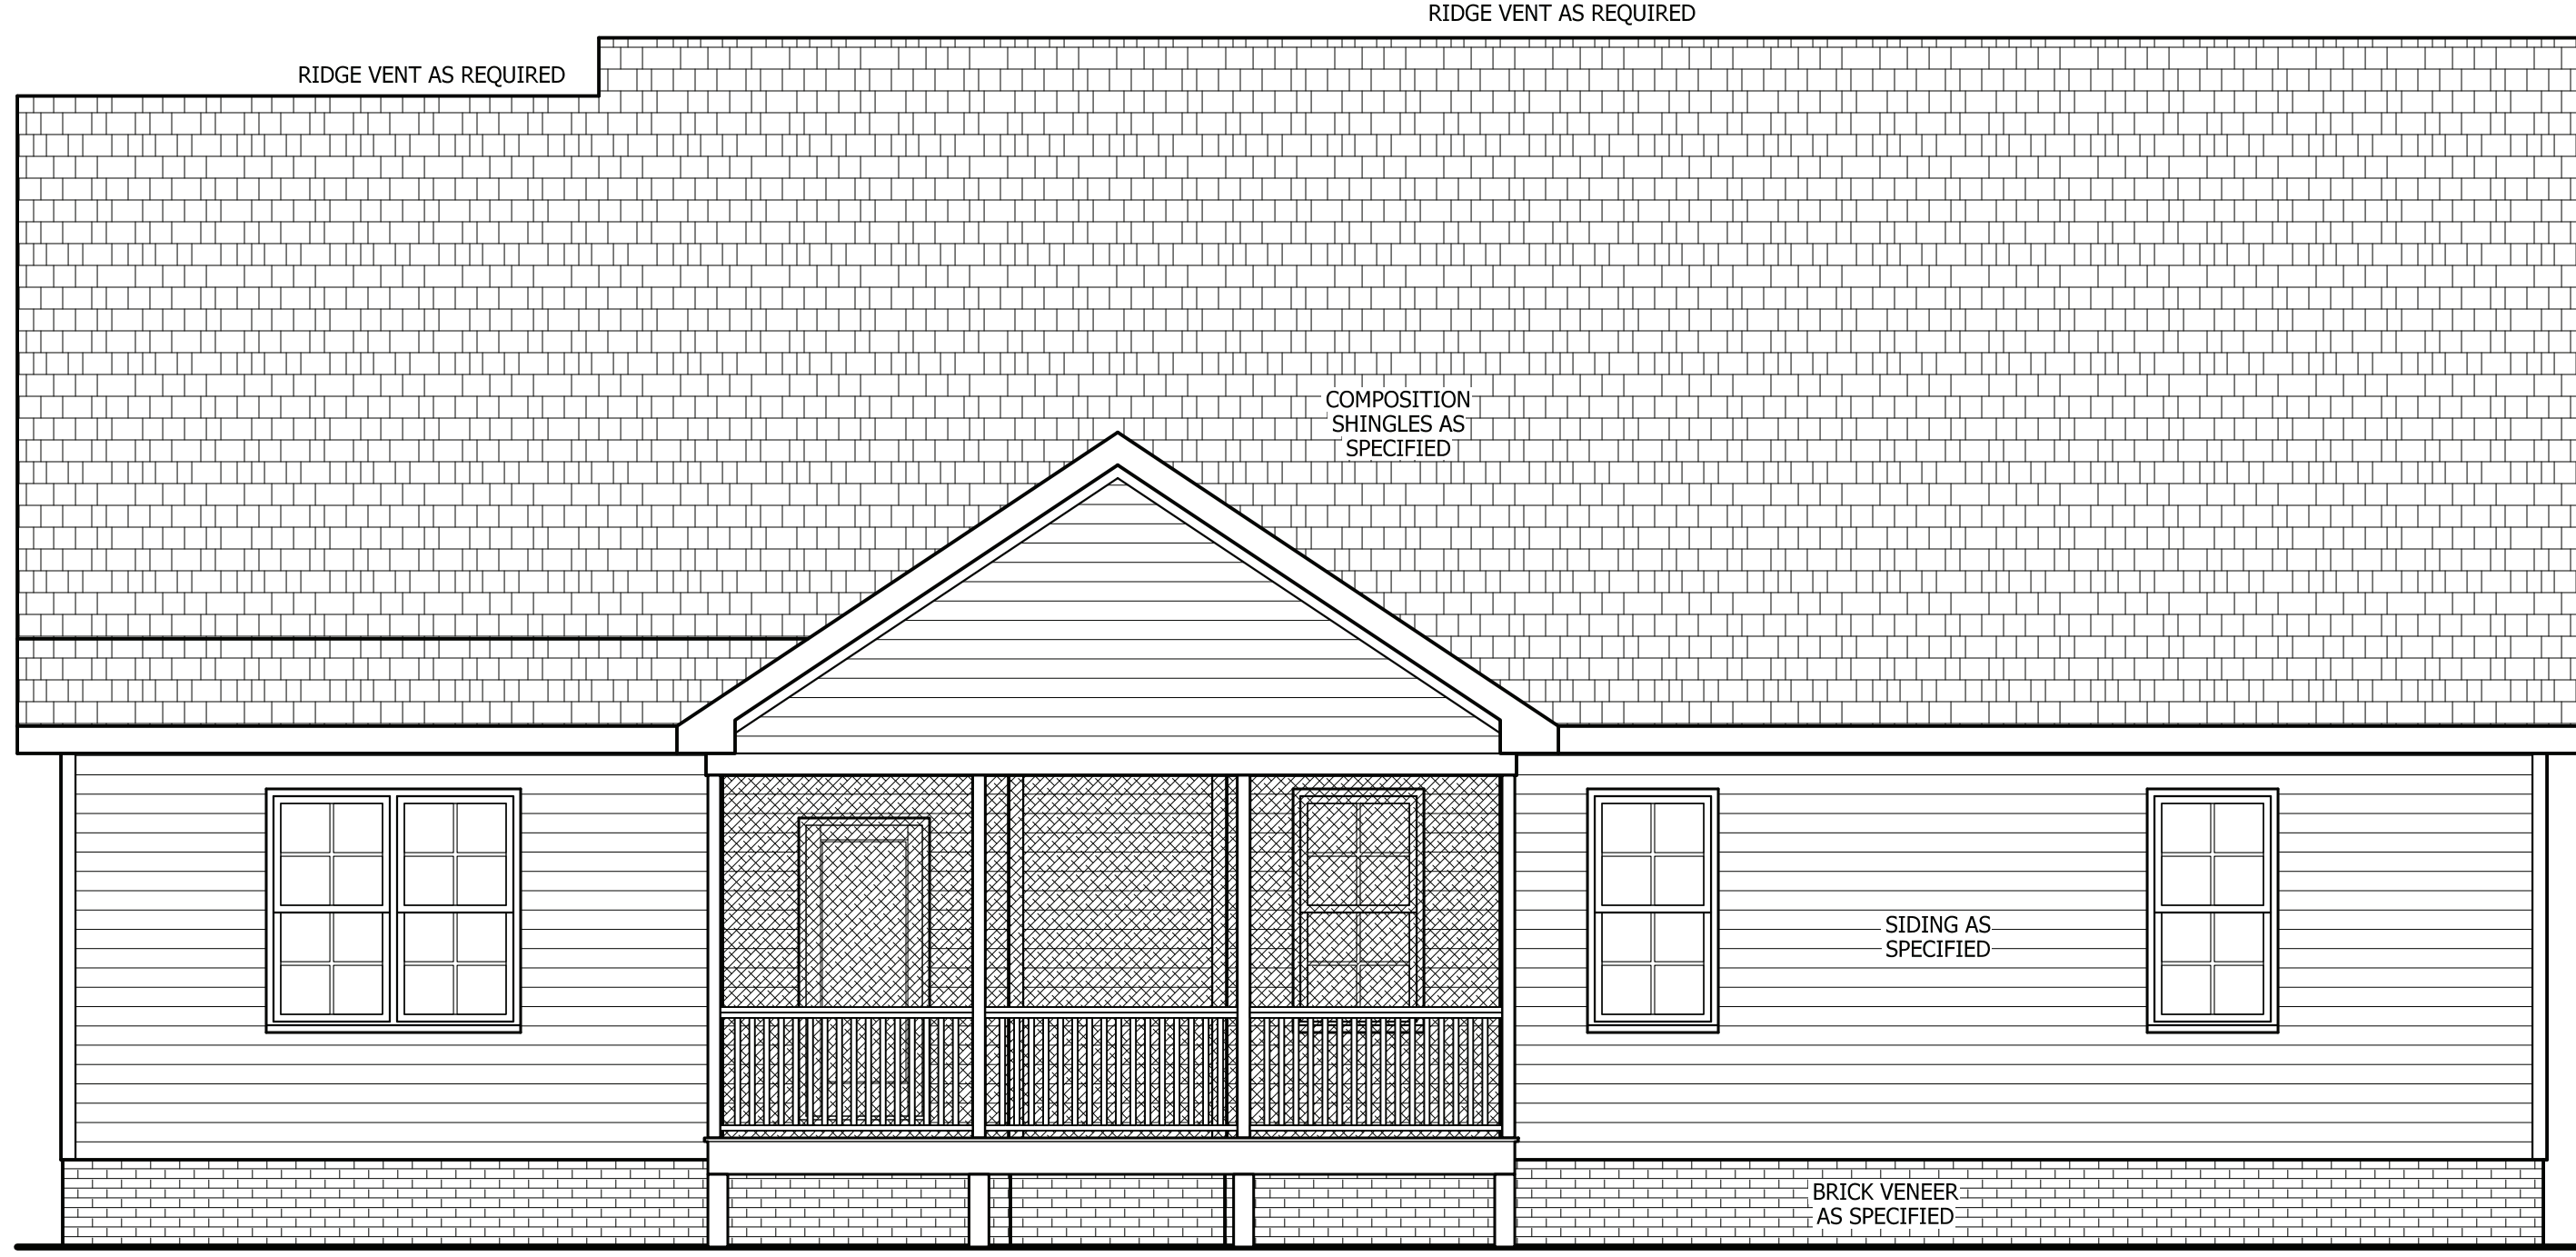 RIDGE VENT AS REQUIRED
RIDGE VENT AS REQUIRED
COMPOSITION
SHINGLES AS
SPECIFIED
SIDING AS
SPECIFIED
BRICK VENEER
AS SPECIFIED